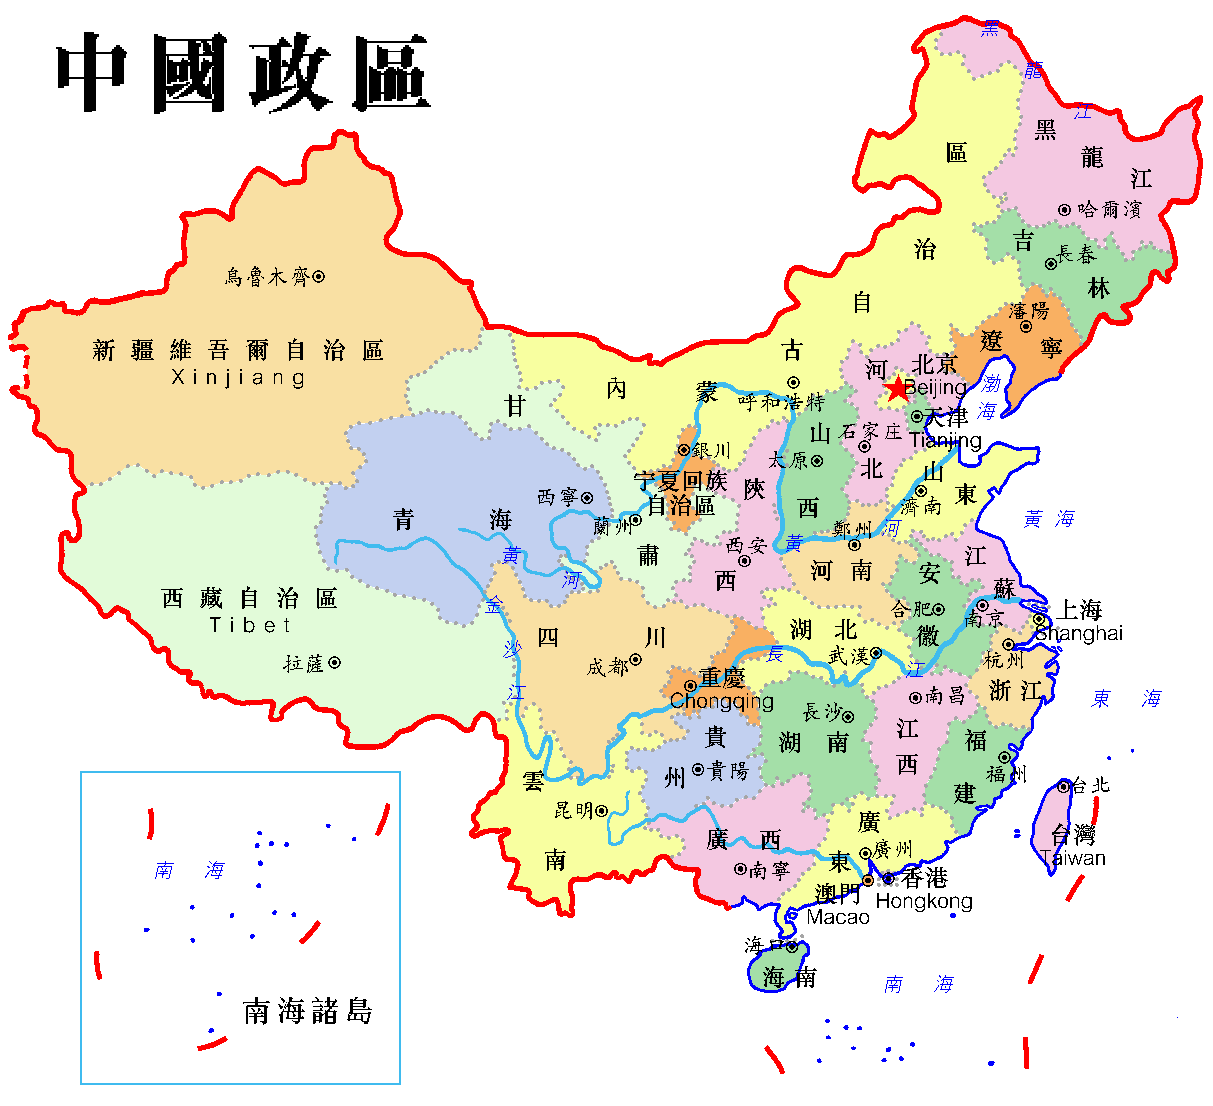 中國政區
黑
龍
江
黑
龍
江
哈爾濱
區
治
自
古
蒙
內
吉
林
長春
瀋陽
遼
寧
烏魯木齊
新疆維吾爾自治區
Xinjiang
甘
肅
呼和浩特
河
北
北京
Beijing
渤
海
天津
Tianjing
石家庄
山
西
太原
銀川
宁夏回族
自治區
陝
西
西安
山
東
濟南
黃海
青海
西寧
蘭州
黃
河
黃
河
鄭州
河南
江
蘇
安
徽
合肥
南京
上海
Shanghai
西藏自治區
Tibet
拉薩
金
沙
江
四川
成都
重慶
Chongqing
湖北
武漢
長
江
杭州
浙江
東海
長沙
湖南
南昌
江
西
福
建
福州
貴
州
貴陽
雲
南
昆明
廣西
南寧
廣
東
廣州
台北
台灣
Taiwan
澳門
Macao
香港
Hongkong
海口
海南
南海
南海
南海諸島